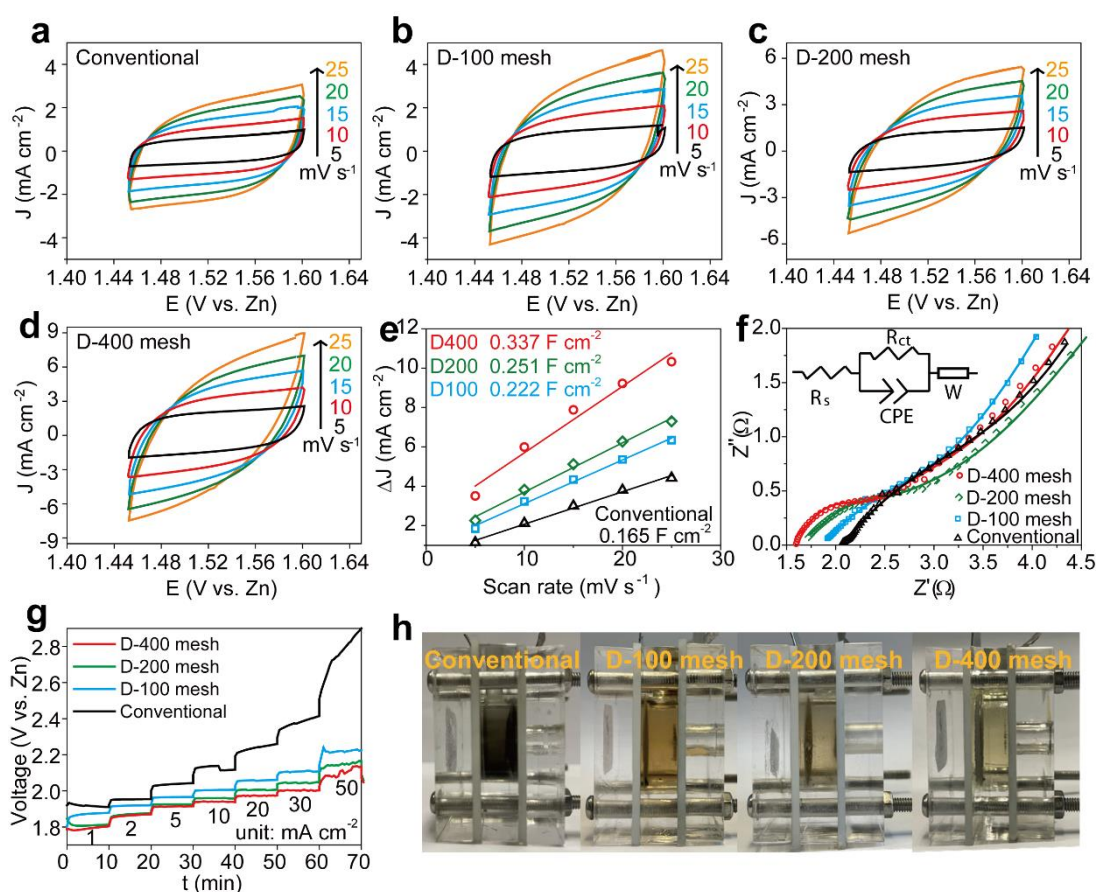 a
Conventional
J (mA cm⁻²)
4
2
0
-2
-4
25
20
15
10
5
mV s⁻¹
1.40 1.44 1.48 1.52 1.56 1.60 1.64
E (V vs. Zn)
b
D-100 mesh
J (mA cm⁻²)
4
2
0
-2
-4
25
20
15
10
5
mV s⁻¹
1.40 1.44 1.48 1.52 1.56 1.60 1.64
E (V vs. Zn)
c
D-200 mesh
J (mA cm⁻²)
6
3
0
-3
-6
25
20
15
10
5
mV s⁻¹
1.40 1.44 1.48 1.52 1.56 1.60 1.64
E (V vs. Zn)
d
D-400 mesh
J (mA cm⁻²)
9
6
3
0
-3
-6
-9
25
20
15
10
5
mV s⁻¹
1.40 1.44 1.48 1.52 1.56 1.60 1.64
E (V vs. Zn)
e
ΔJ (mA cm⁻²)
12
10
8
6
4
2
D400 0.337 F cm⁻²
D200 0.251 F cm⁻²
D100 0.222 F cm⁻²
Conventional
0.165 F cm⁻²
0 5 10 15 20 25 30
Scan rate (mV s⁻¹)
f
Z''(Ω)
2.0
1.5
1.0
0.5
0.0
Rct
Rs
CPE
W
D-400 mesh
D-200 mesh
D-100 mesh
Conventional
1.5 2.0 2.5 3.0 3.5 4.0 4.5
Z'(Ω)
g
Voltage (V vs. Zn)
2.8
2.6
2.4
2.2
2.0
1.8
D-400 mesh
D-200 mesh
D-100 mesh
Conventional
1 2 5 10 20 30 50
unit: mA cm⁻²
0 10 20 30 40 50 60 70
t (min)
h
Conventional D-100 mesh D-200 mesh D-400 mesh